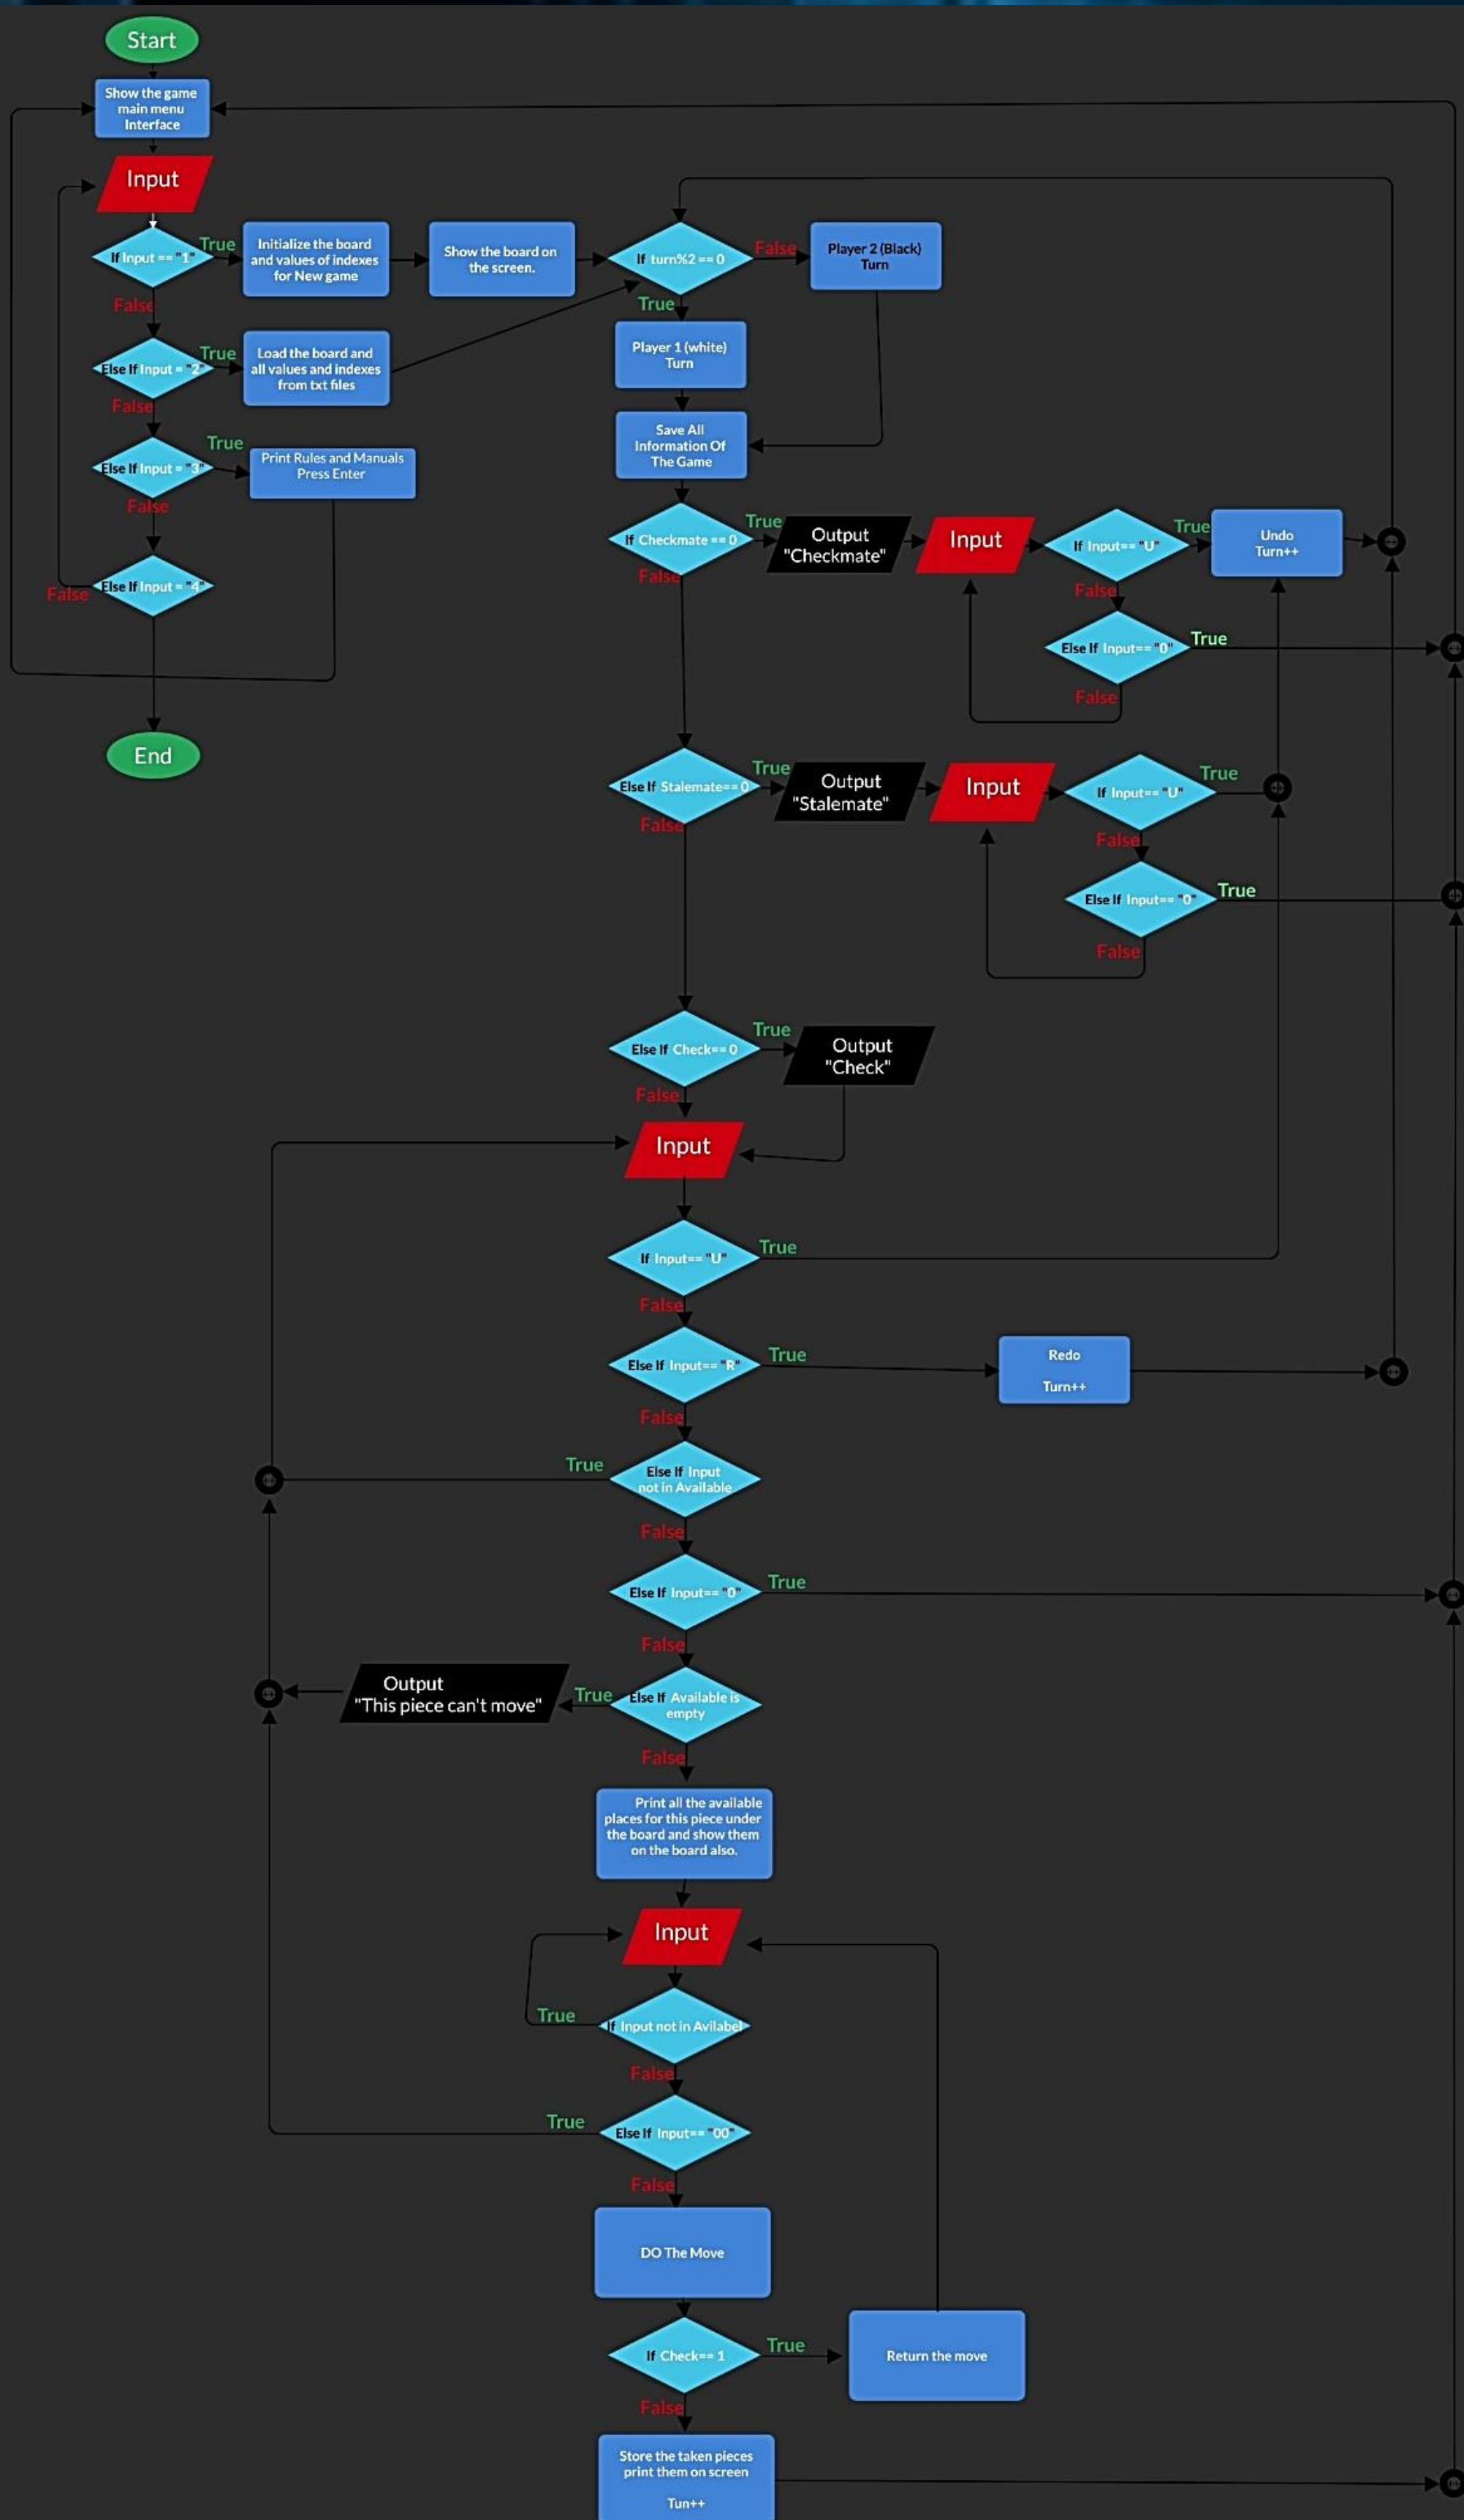 Start
Show the game
main menu
Interface
Input
If Input == "1"
True
False
Initialize the board
and values of indexes
for New game
Show the board on
the screen.
If turn%2 == 0
False
True
Player 2 (Black)
Turn
Else If Input = "2"
True
False
Load the board and
all values and indexes
from txt files
Player 1 (white)
Turn
Save All
Information Of
The Game
Else If Input = "3"
True
False
Print Rules and Manuals
Press Enter
Else If Input = "4"
False
End
If Checkmate == 0
True
False
Output
"Checkmate"
Input
If Input== "U"
True
False
Undo
Turn++
Else If Input== "0"
True
False
Else If Stalemate== 0
True
False
Output
"Stalemate"
Input
If Input== "U"
True
False
Else If Input== "0"
True
False
Else If Check== 0
True
False
Output
"Check"
Input
If Input== "U"
True
False
Else If Input== "R"
True
False
Redo
Turn++
Else If Input
not in Available
True
False
Else If Input== "0"
True
False
Else If Available is
empty
True
False
Output
"This piece can't move"
Print all the available
places for this piece under
the board and show them
on the board also.
Input
If Input not in Avilabel
True
False
Else If Input== "00"
True
False
DO The Move
If Check== 1
True
False
Return the move
Store the taken pieces
print them on screen
Tun++